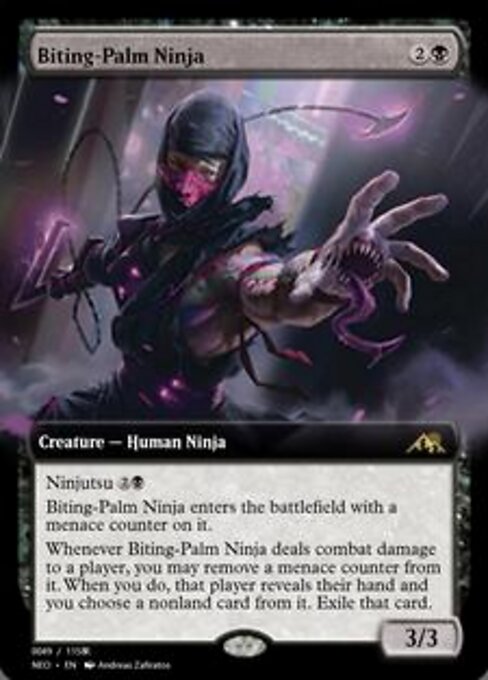 Biting-Palm Ninja 2
Creature — Human Ninja
Ninjutsu 2
Biting-Palm Ninja enters the battlefield with a
menace counter on it.
Whenever Biting-Palm Ninja deals combat damage
to a player, you may remove a menace counter from
it. When you do, that player reveals their hand and
you choose a nonland card from it. Exile that card.
3/3
NEO • EN Andreas Zafiratos